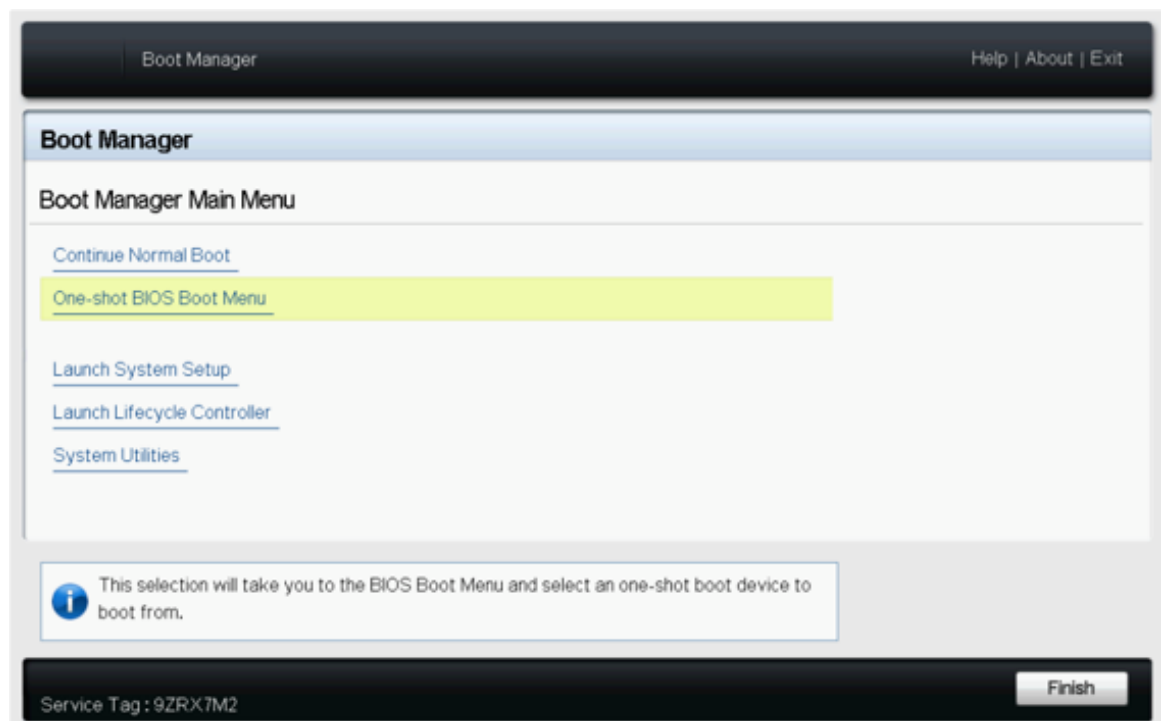 Boot Manager
Help | About | Exit
Boot Manager
Boot Manager Main Menu
Continue Normal Boot
One-shot BIOS Boot Menu
Launch System Setup
Launch Lifecycle Controller
System Utilities
This selection will take you to the BIOS Boot Menu and select an one-shot boot device to
boot from.
Finish
Service Tag : 9ZRX7M2